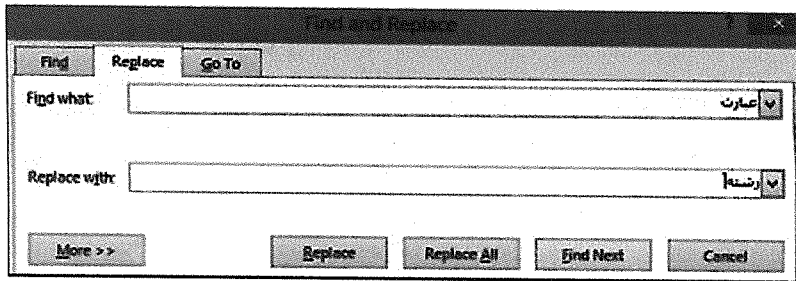 Find and Replace ? ×
Find Replace Go To
Find what: عبارت
Replace with: رشته
More >> Replace Replace All Find Next Cancel